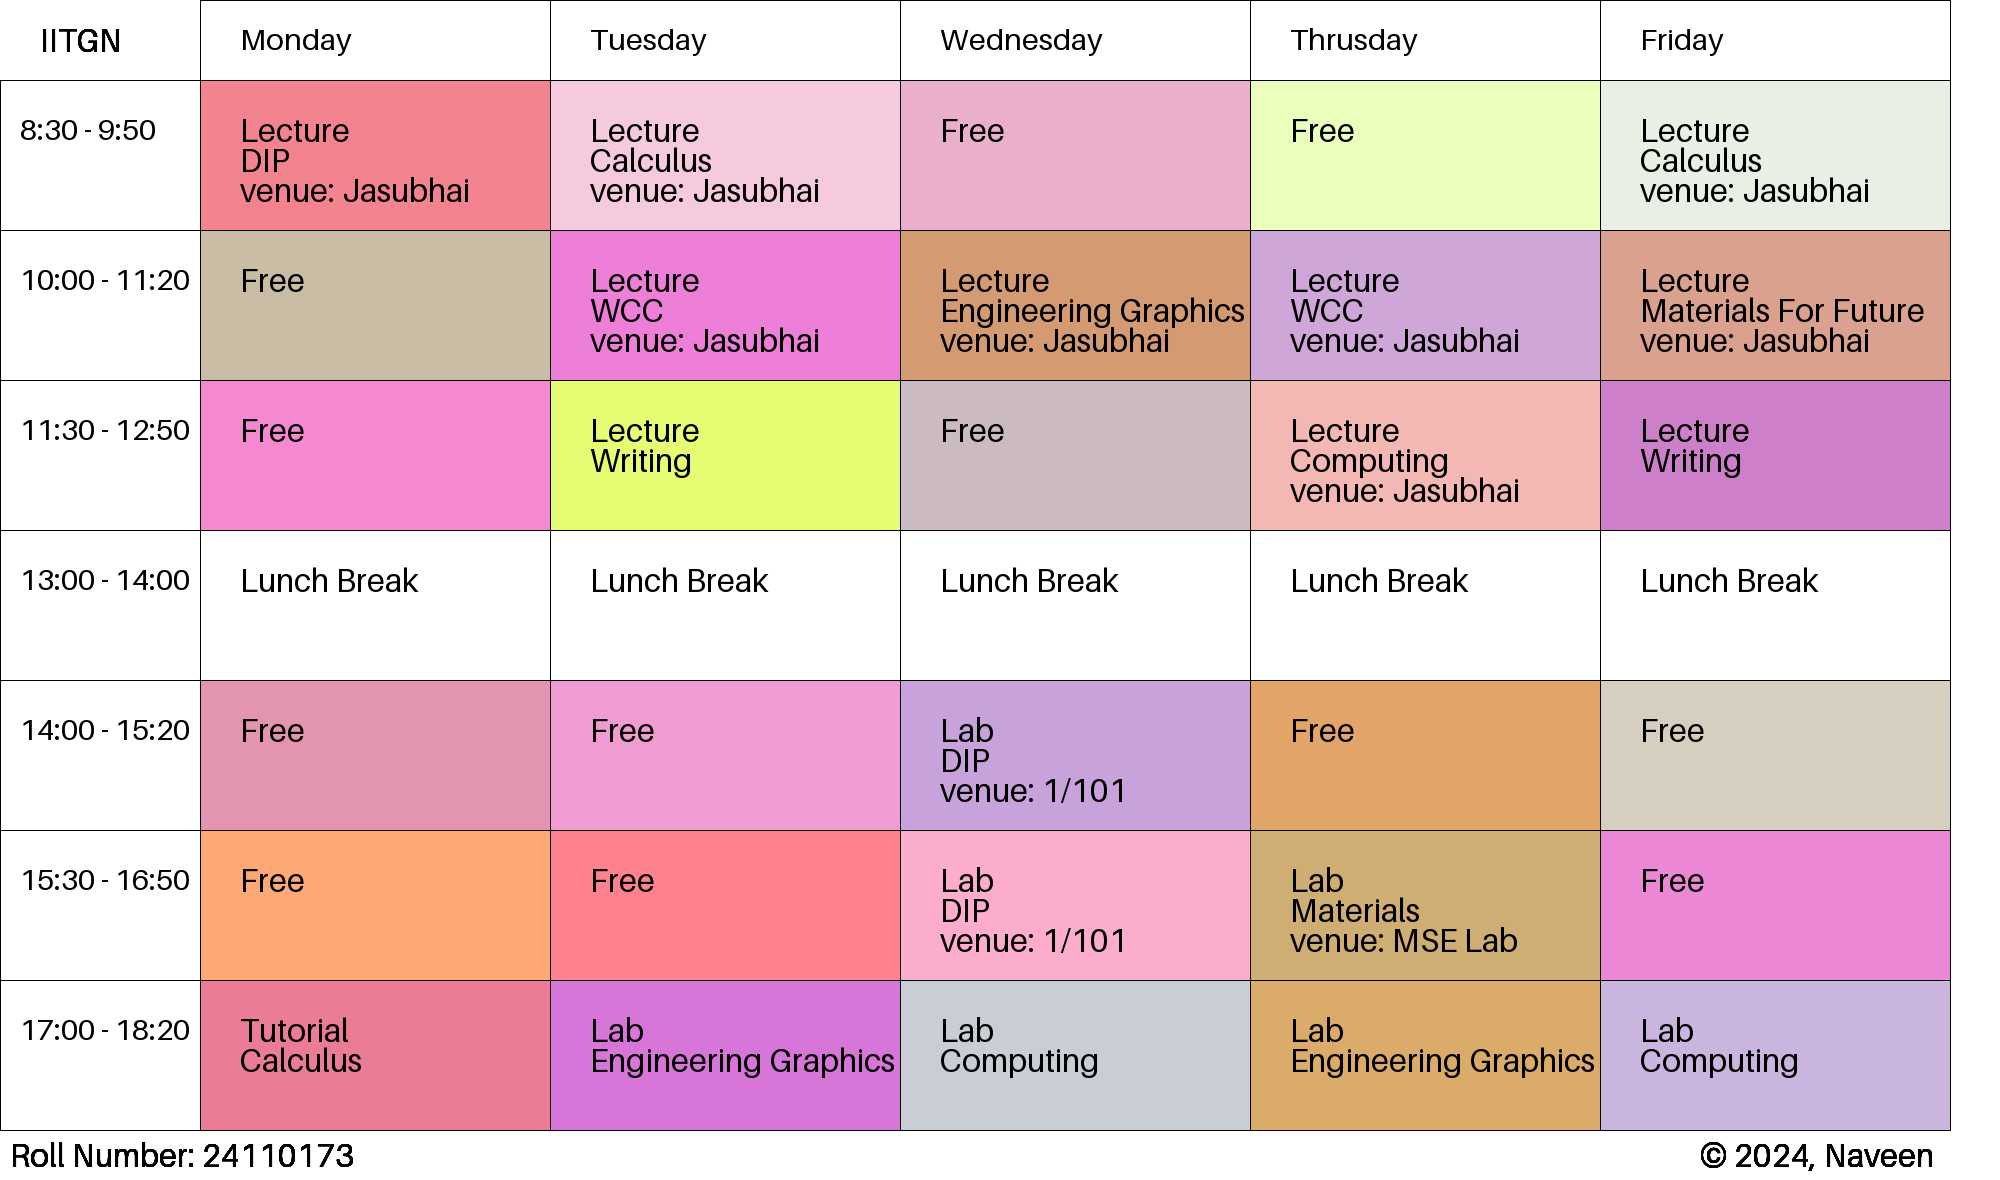 IITGN
Monday
Tuesday
Wednesday
Thrusday
Friday
8:30 - 9:50
Lecture
DIP
venue: Jasubhai
Lecture
Calculus
venue: Jasubhai
Free
Free
Lecture
Calculus
venue: Jasubhai
10:00 - 11:20
Free
Lecture
WCC
venue: Jasubhai
Lecture
Engineering Graphics
venue: Jasubhai
Lecture
WCC
venue: Jasubhai
Lecture
Materials For Future
venue: Jasubhai
11:30 - 12:50
Free
Lecture
Writing
Free
Lecture
Computing
venue: Jasubhai
Lecture
Writing
13:00 - 14:00
Lunch Break
Lunch Break
Lunch Break
Lunch Break
Lunch Break
14:00 - 15:20
Free
Free
Lab
DIP
venue: 1/101
Free
Free
15:30 - 16:50
Free
Free
Lab
DIP
venue: 1/101
Lab
Materials
venue: MSE Lab
Free
17:00 - 18:20
Tutorial
Calculus
Lab
Engineering Graphics
Lab
Computing
Lab
Engineering Graphics
Lab
Computing
Roll Number: 24110173
© 2024, Naveen